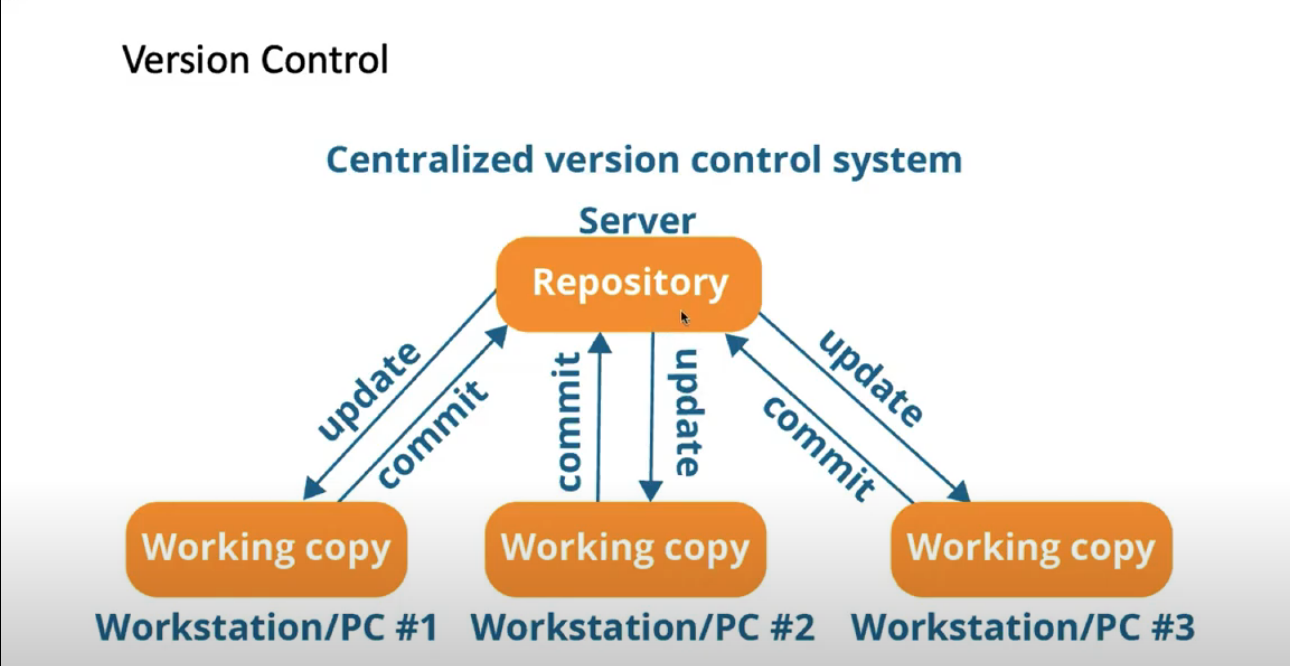 Version Control
Centralized version control system
Server
Repository
update
commit
commit
update
commit
update
Working copy
Working copy
Working copy
Workstation/PC #1
Workstation/PC #2
Workstation/PC #3